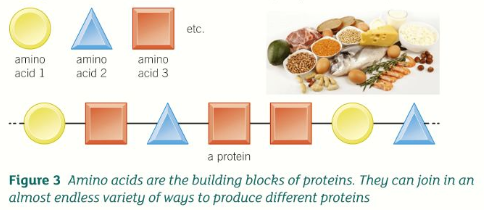 etc.
amino
acid 1
amino
acid 2
amino
acid 3
a protein
Figure 3 Amino acids are the building blocks of proteins. They can join in an
almost endless variety of ways to produce different proteins